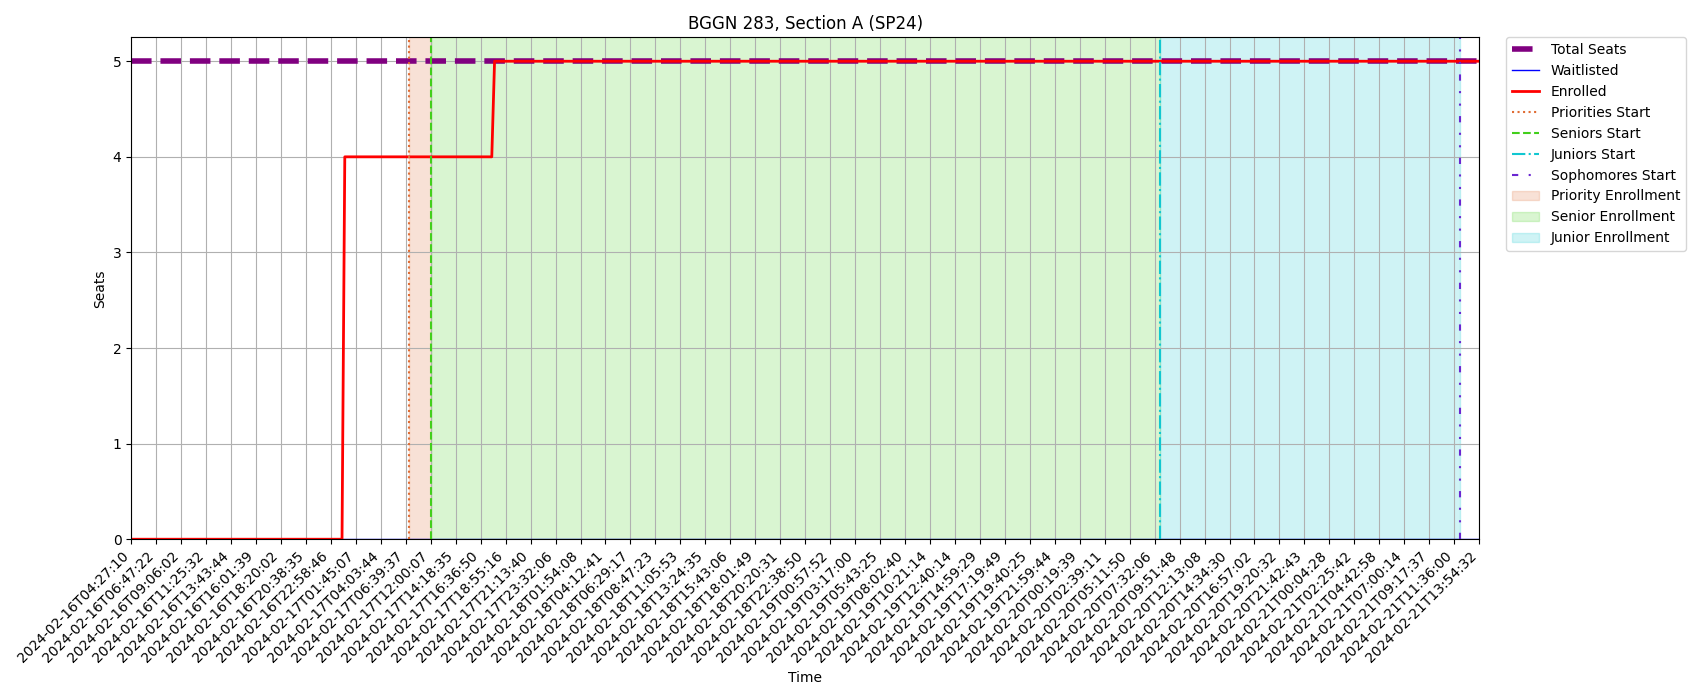 BGGN 283, Section A (SP24)
Total Seats
Waitlisted
Enrolled
Priorities Start
Seniors Start
Juniors Start
Sophomores Start
Priority Enrollment
Senior Enrollment
Junior Enrollment
Seats
5
4
3
2
1
0
2024-02-16T04:27:10
2024-02-16T06:47:22
2024-02-16T09:06:02
2024-02-16T11:25:32
2024-02-16T13:43:44
2024-02-16T16:01:39
2024-02-16T18:20:02
2024-02-16T20:38:35
2024-02-16T22:58:46
2024-02-17T01:45:07
2024-02-17T04:03:44
2024-02-17T06:39:37
2024-02-17T12:00:07
2024-02-17T14:18:35
2024-02-17T16:36:50
2024-02-17T18:55:16
2024-02-17T21:13:40
2024-02-17T23:32:06
2024-02-18T01:54:08
2024-02-18T04:12:41
2024-02-18T06:29:17
2024-02-18T08:47:23
2024-02-18T11:05:53
2024-02-18T13:24:35
2024-02-18T15:43:06
2024-02-18T18:01:49
2024-02-18T20:20:31
2024-02-18T22:38:50
2024-02-19T00:57:52
2024-02-19T03:17:00
2024-02-19T05:43:25
2024-02-19T08:02:40
2024-02-19T10:21:14
2024-02-19T12:40:14
2024-02-19T14:59:29
2024-02-19T17:19:49
2024-02-19T19:40:25
2024-02-19T21:59:44
2024-02-20T00:19:39
2024-02-20T02:39:11
2024-02-20T05:11:50
2024-02-20T07:32:06
2024-02-20T09:51:48
2024-02-20T12:13:08
2024-02-20T14:34:30
2024-02-20T16:57:02
2024-02-20T19:20:32
2024-02-20T21:42:43
2024-02-21T00:04:28
2024-02-21T02:25:42
2024-02-21T04:42:58
2024-02-21T07:00:14
2024-02-21T09:17:37
2024-02-21T11:36:00
2024-02-21T13:54:32
Time